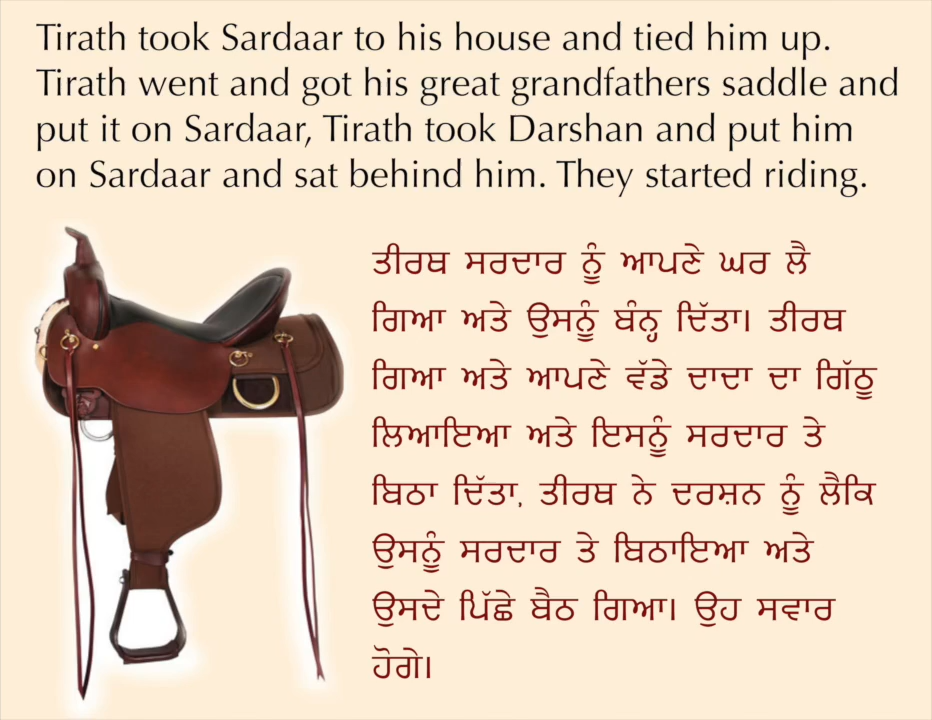 Tirath took Sardaar to his house and tied him up.
Tirath went and got his great grandfathers saddle and
put it on Sardaar, Tirath took Darshan and put him
on Sardaar and sat behind him. They started riding.
ਤੀਰਥ ਸਰਦਾਰ ਨੂੰ ਆਪਣੇ ਘਰ ਲੈ
ਗਿਆ ਅਤੇ ਉਸਨੂੰ ਬੰਨ੍ਹ ਦਿੱਤਾ। ਤੀਰਥ
ਗਿਆ ਅਤੇ ਆਪਣੇ ਵੱਡੇ ਦਾਦਾ ਦਾ ਗਿੱਠੂ
ਲਿਆਇਆ ਅਤੇ ਇਸਨੂੰ ਸਰਦਾਰ ਤੇ
ਬਿਠਾ ਦਿੱਤਾ, ਤੀਰਥ ਨੇ ਦਰਸ਼ਨ ਨੂੰ ਲੈਕਿ
ਉਸਨੂੰ ਸਰਦਾਰ ਤੇ ਬਿਠਾਇਆ ਅਤੇ
ਉਸਦੇ ਪਿੱਛੇ ਬੈਠ ਗਿਆ। ਉਹ ਸਵਾਰ
ਹੋਗੇ।